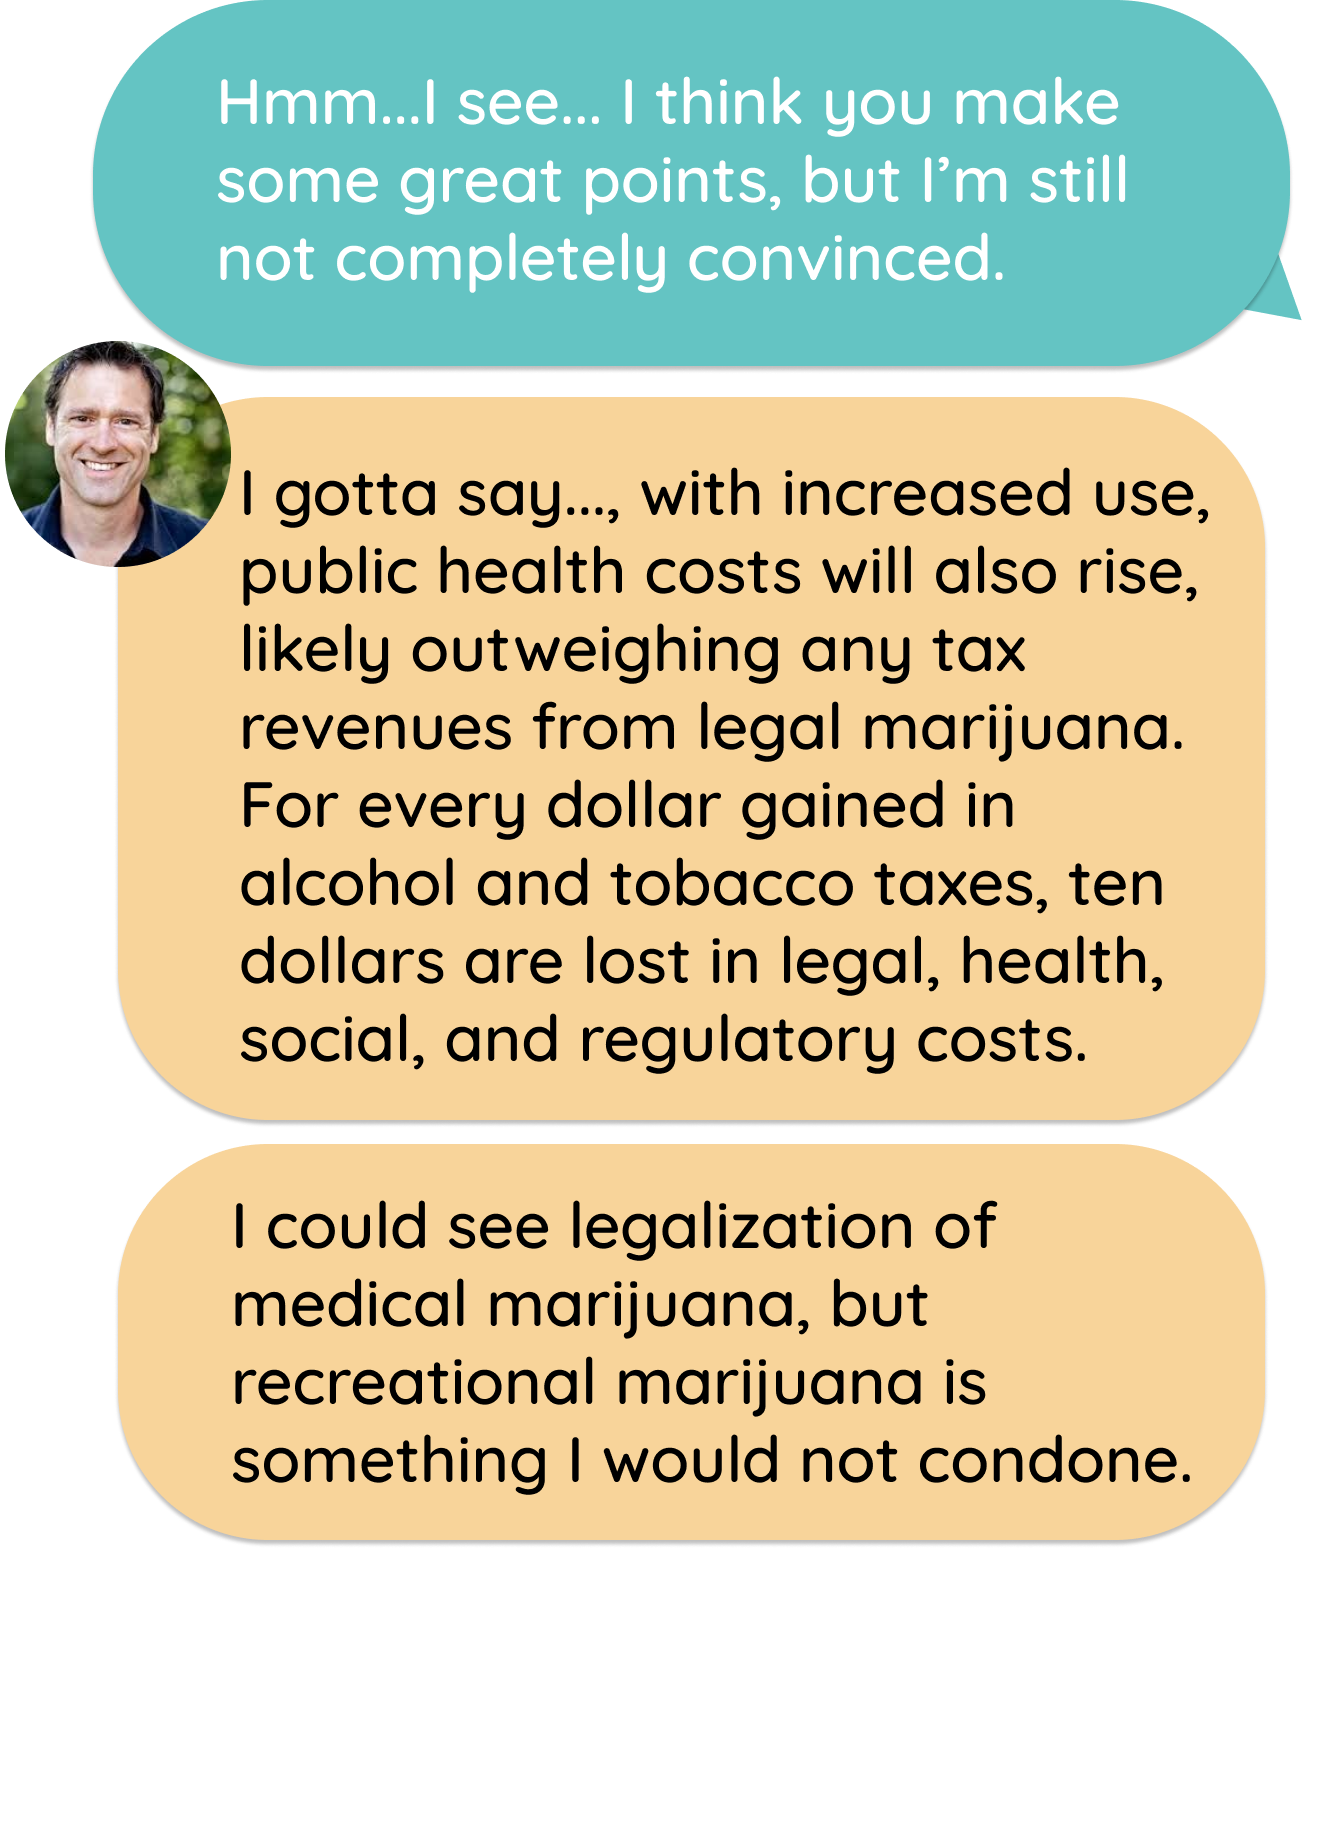 Hmm...I see... I think you make
some great points, but I’m still
not completely convinced.
I gotta say..., with increased use,
public health costs will also rise,
likely outweighing any tax
revenues from legal marijuana.
For every dollar gained in
alcohol and tobacco taxes, ten
dollars are lost in legal, health,
social, and regulatory costs.
I could see legalization of
medical marijuana, but
recreational marijuana is
something I would not condone.